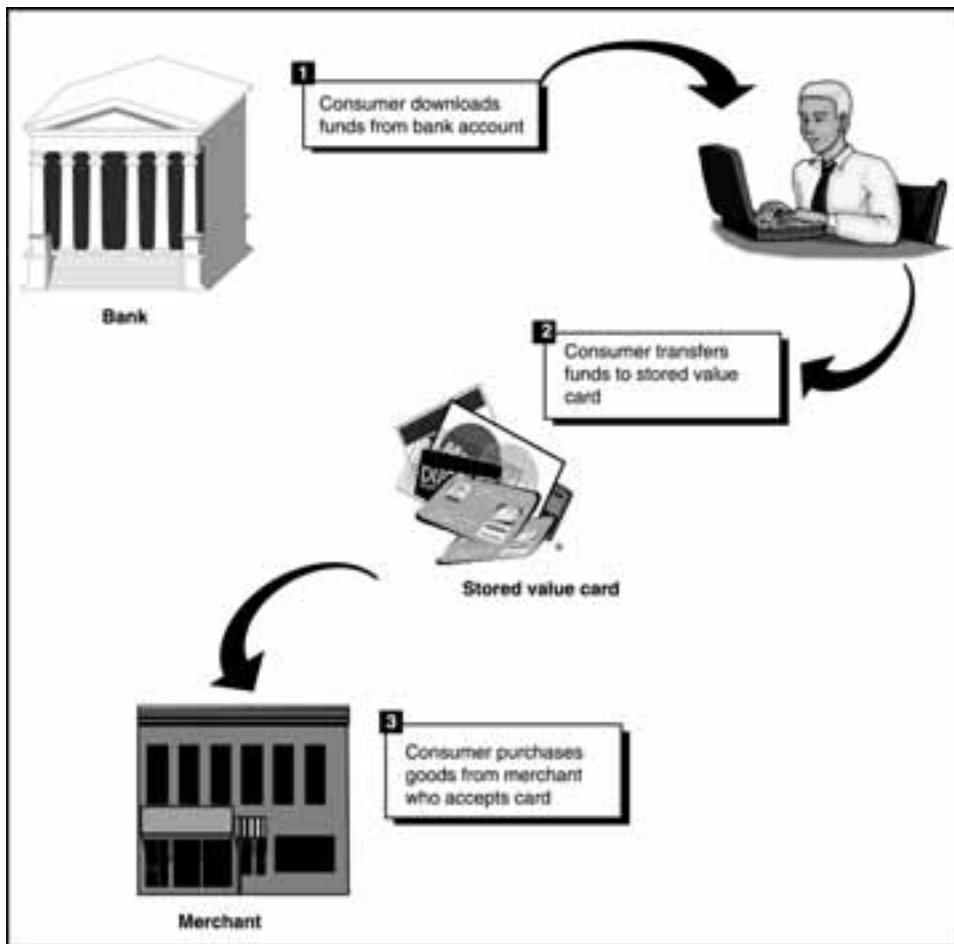 1
Consumer downloads
funds from bank account
Bank
2
Consumer transfers
funds to stored value
card
Stored value card
3
Consumer purchases
goods from merchant
who accepts card
Merchant